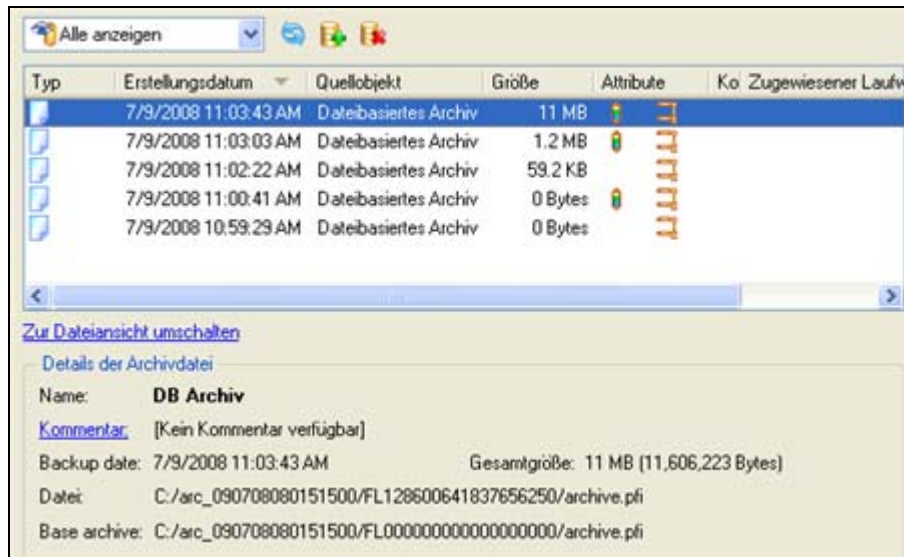 Alle anzeigen
Typ Erstellungsdatum Quellobjekt Größe Attribute Ko Zugewiesener Laufw
7/9/2008 11:03:43 AM Dateibasiertes Archiv 11 MB
7/9/2008 11:03:03 AM Dateibasiertes Archiv 1.2 MB
7/9/2008 11:02:22 AM Dateibasiertes Archiv 59.2 KB
7/9/2008 11:00:41 AM Dateibasiertes Archiv 0 Bytes
7/9/2008 10:59:29 AM Dateibasiertes Archiv 0 Bytes
Zur Dateiansicht umschalten
Details der Archivdatei
Name: DB Archiv
Kommentar: [Kein Kommentar verfügbar]
Backup date: 7/9/2008 11:03:43 AM Gesamtgröße: 11 MB (11,606,223 Bytes)
Datei: C:/arc_090708080151500/FL128600641837656250/archive.pfi
Base archive: C:/arc_090708080151500/FL000000000000000000/archive.pfi